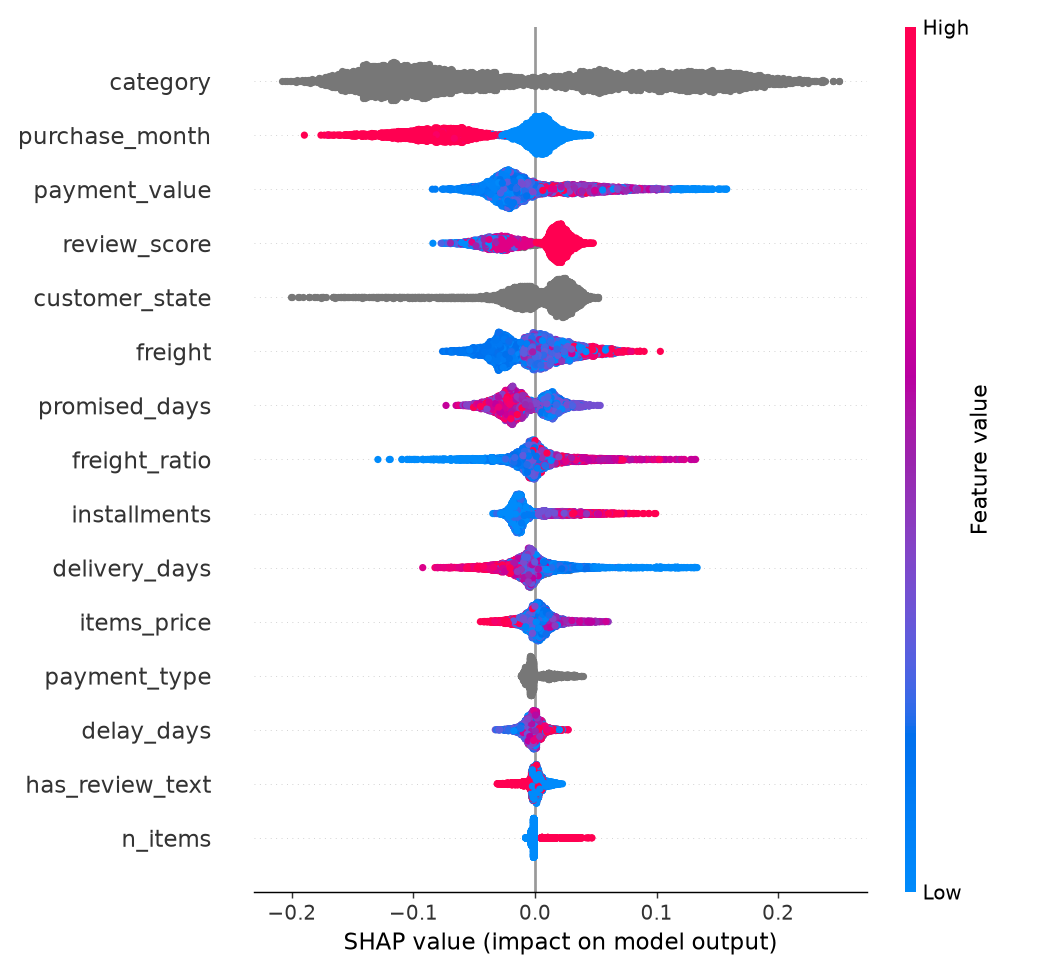 High
category
purchase_month
payment_value
review_score
customer_state
freight
promised_days
freight_ratio
installments
delivery_days
items_price
payment_type
delay_days
has_review_text
n_items
Feature value
Low
−0.2 −0.1 0.0 0.1 0.2
SHAP value (impact on model output)